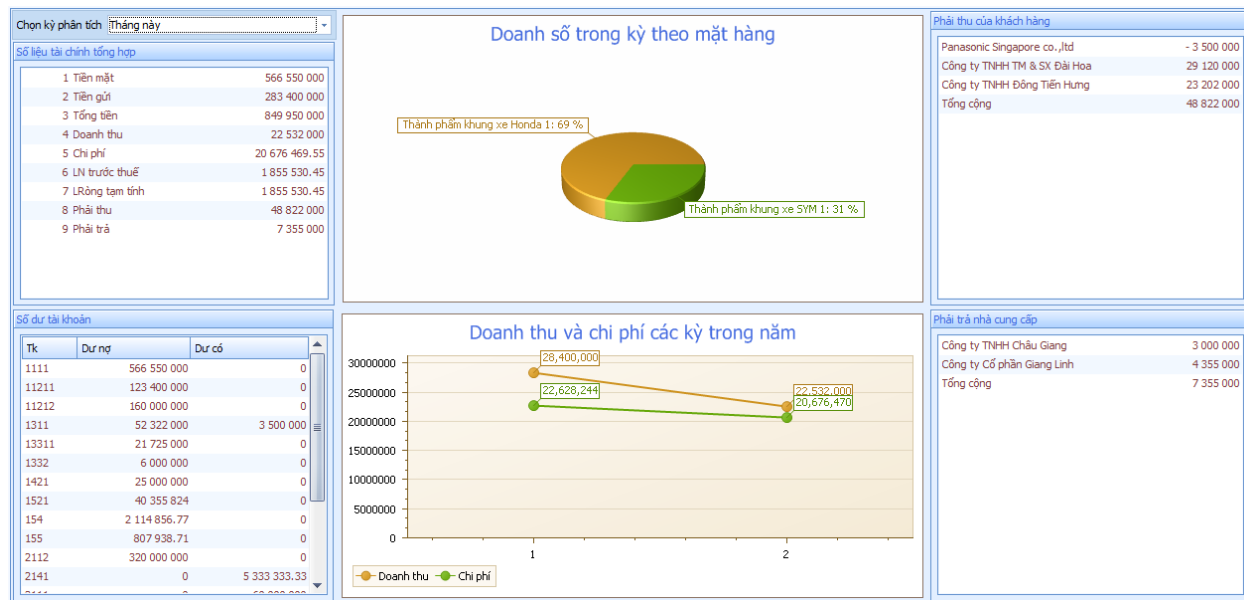 Chọn kỳ phân tích Tháng này
Số liệu tài chính tổng hợp
1 Tiền mặt 566 550 000
2 Tiền gửi 283 400 000
3 Tổng tiền 849 950 000
4 Doanh thu 22 532 000
5 Chi phí 20 676 469.55
6 LN trước thuế 1 855 530.45
7 LRòng tạm tính 1 855 530.45
8 Phải thu 48 822 000
9 Phải trả 7 355 000
Doanh số trong kỳ theo mặt hàng
Thành phẩm khung xe Honda 1: 69 %
Thành phẩm khung xe SYM 1: 31 %
Phải thu của khách hàng
Panasonic Singapore co.,ltd - 3 500 000
Công ty TNHH TM & SX Đài Hoa 29 120 000
Công ty TNHH Đông Tiến Hưng 23 202 000
Tổng cộng 48 822 000
Số dư tài khoản
Tk Dư nợ Dư có
1111 566 550 000 0
11211 123 400 000 0
11212 160 000 000 0
1311 52 322 000 3 500 000
13311 21 725 000 0
1332 6 000 000 0
1421 25 000 000 0
1521 40 355 824 0
154 2 114 856.77 0
155 807 938.71 0
2112 320 000 000 0
2141 0 5 333 333.33
Doanh thu và chi phí các kỳ trong năm
30000000
25000000
20000000
15000000
10000000
5000000
0
28,400,000
22,628,244
22,532,000
20,676,470
1 2
Doanh thu Chi phí
Phải trả nhà cung cấp
Công ty TNHH Châu Giang 3 000 000
Công ty Cổ phần Giang Linh 4 355 000
Tổng cộng 7 355 000